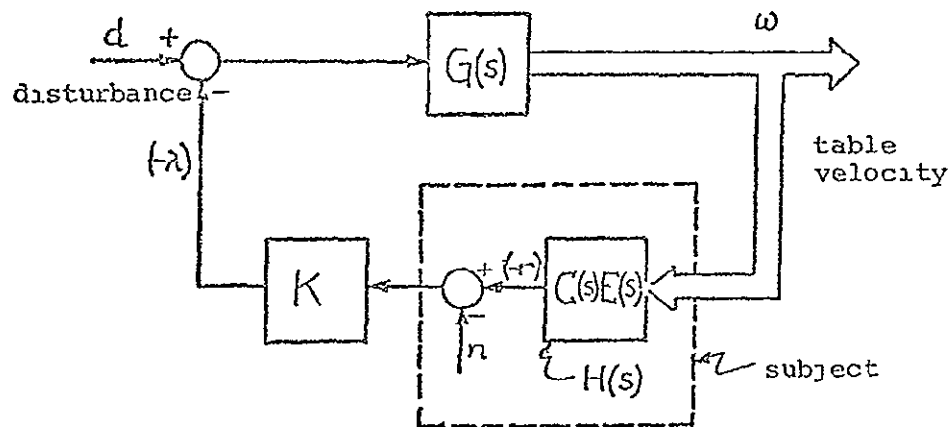 ω
d +
G(s)
disturbance -
(-λ)
table
velocity
+ (-r)
K
C(s)E(s)
-
n
H(s)
subject